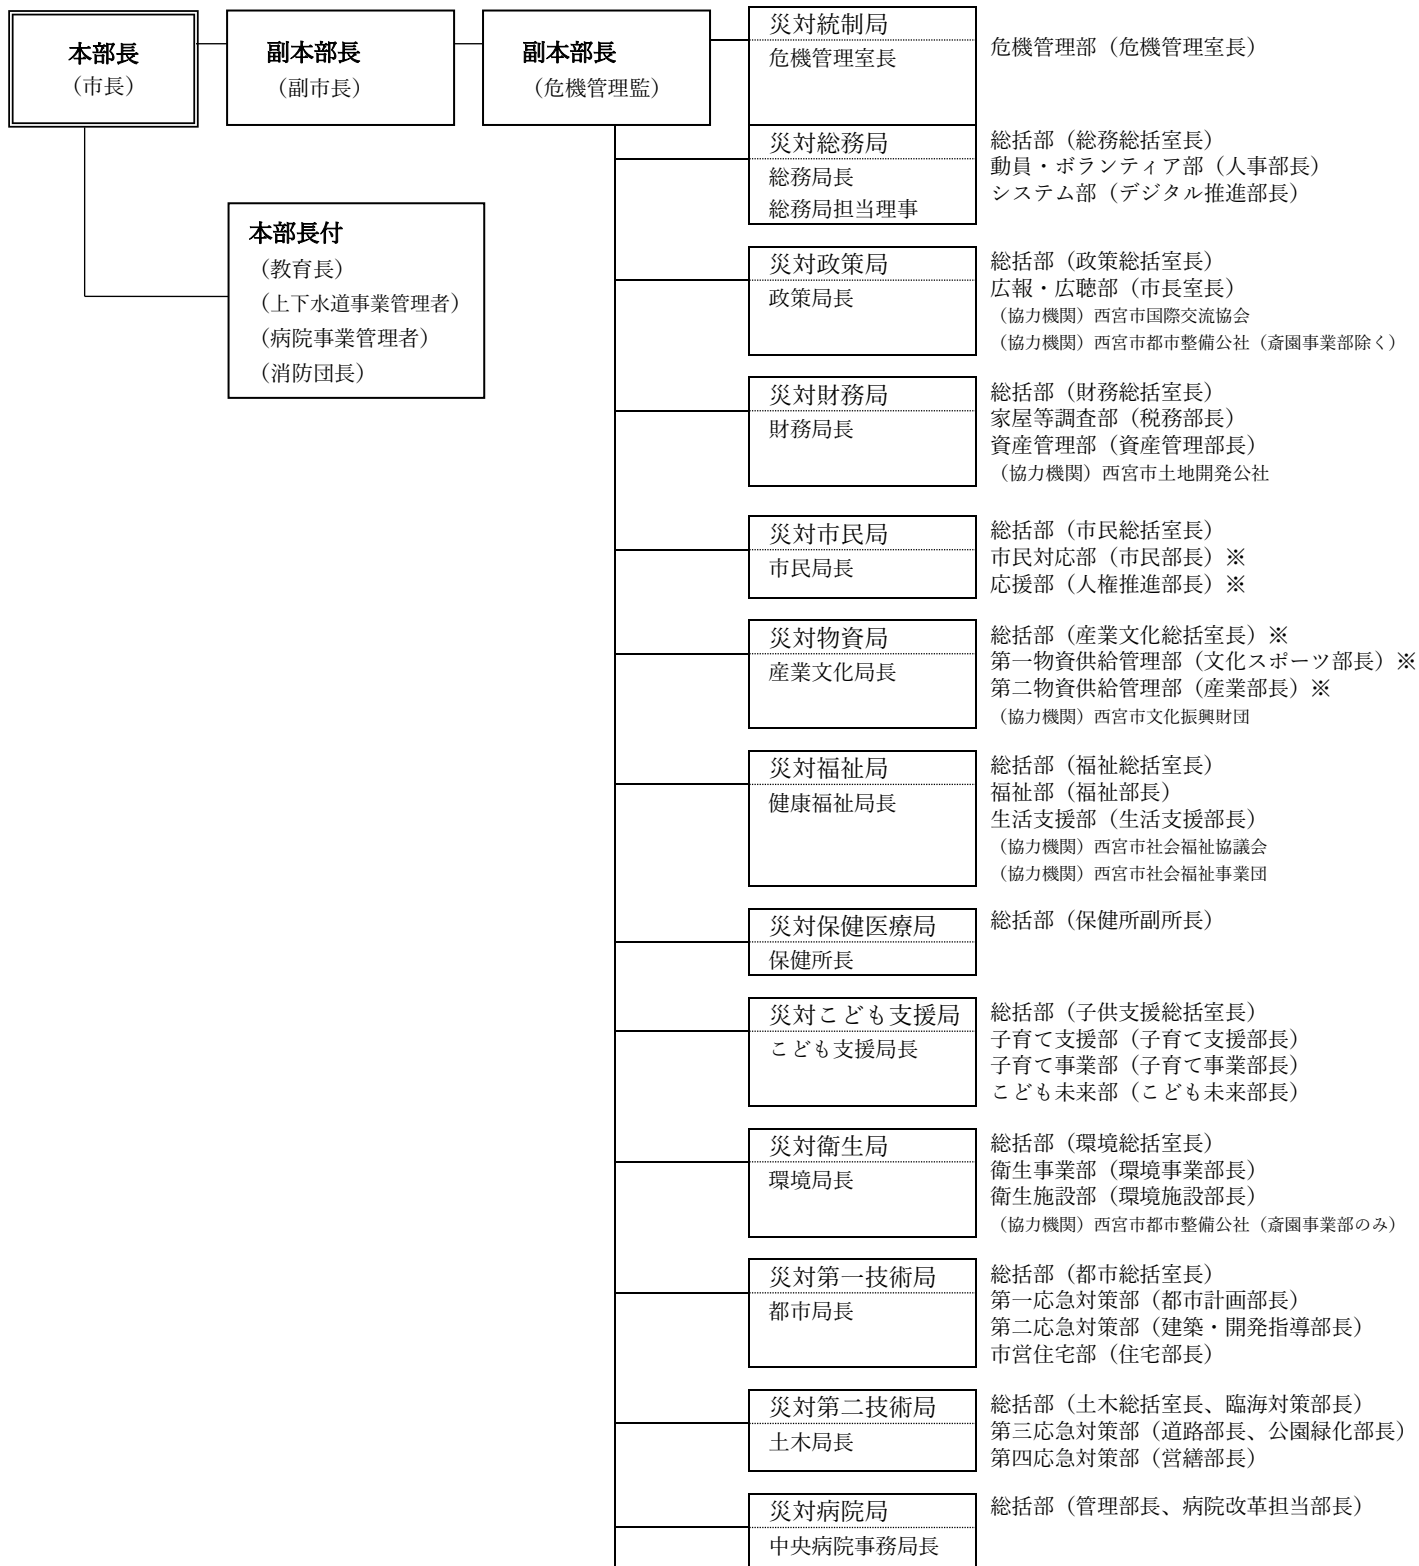 本部長
（市長）
副本部長
（副市長）
副本部長
（危機管理監）
本部長付
（教育長）
（上下水道事業管理者）
（病院事業管理者）
（消防団長）
災対統制局
危機管理室長
危機管理部（危機管理室長）
災対総務局
総務局長
総務局担当理事
総括部（総務総括室長）
動員・ボランティア部（人事部長）
システム部（デジタル推進部長）
災対政策局
政策局長
総括部（政策総括室長）
広報・広聴部（市長室長）
（協力機関）西宮市国際交流協会
（協力機関）西宮市都市整備公社（斎園事業部除く）
災対財務局
財務局長
総括部（財務総括室長）
家屋等調査部（税務部長）
資産管理部（資産管理部長）
（協力機関）西宮市土地開発公社
災対市民局
市民局長
総括部（市民総括室長）
市民対応部（市民部長）※
応援部（人権推進部長）※
災対物資局
産業文化局長
総括部（産業文化総括室長）※
第一物資供給管理部（文化スポーツ部長）※
第二物資供給管理部（産業部長）※
（協力機関）西宮市文化振興財団
災対福祉局
健康福祉局長
総括部（福祉総括室長）
福祉部（福祉部長）
生活支援部（生活支援部長）
（協力機関）西宮市社会福祉協議会
（協力機関）西宮市社会福祉事業団
災対保健医療局
保健所長
総括部（保健所副所長）
災対こども支援局
こども支援局長
総括部（子供支援総括室長）
子育て支援部（子育て支援部長）
子育て事業部（子育て事業部長）
こども未来部（こども未来部長）
災対衛生局
環境局長
総括部（環境総括室長）
衛生事業部（環境事業部長）
衛生施設部（環境施設部長）
（協力機関）西宮市都市整備公社（斎園事業部のみ）
災対第一技術局
都市局長
総括部（都市総括室長）
第一応急対策部（都市計画部長）
第二応急対策部（建築・開発指導部長）
市営住宅部（住宅部長）
災対第二技術局
土木局長
総括部（土木総括室長、臨海対策部長）
第三応急対策部（道路部長、公園緑化部長）
第四応急対策部（営繕部長）
災対病院局
中央病院事務局長
総括部（管理部長、病院改革担当部長）